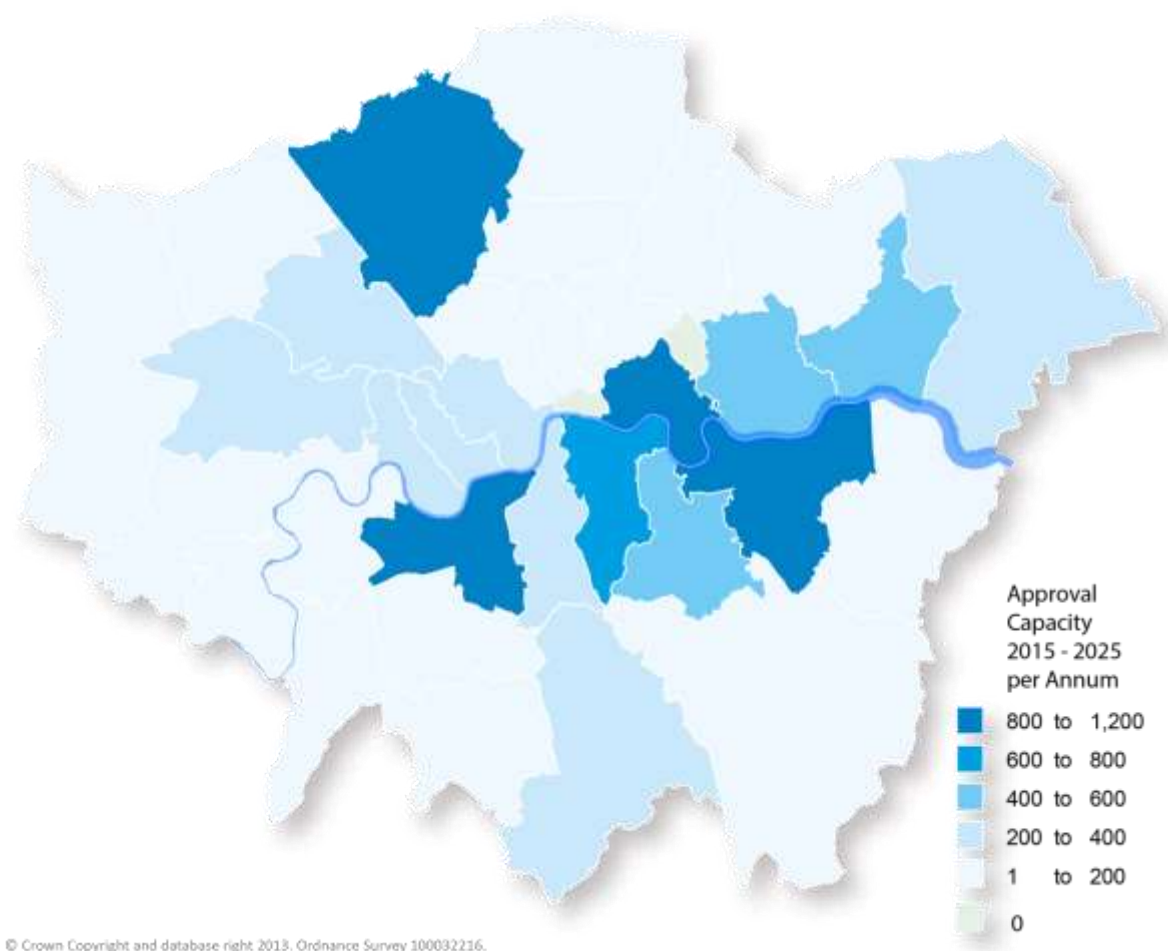 Approval
Capacity
2015 - 2025
per Annum
800 to 1,200
600 to 800
400 to 600
200 to 400
1 to 200
0
© Crown Copyright and database right 2013. Ordnance Survey 100032216.